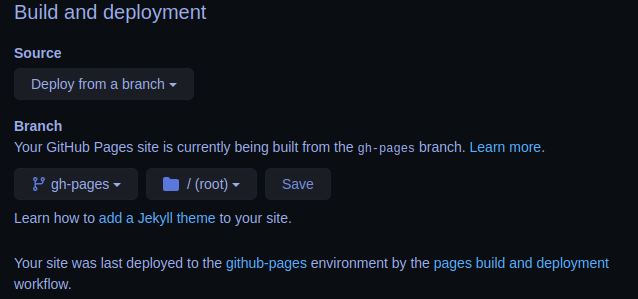 Build and deployment
Source
Deploy from a branch
Branch
Your GitHub Pages site is currently being built from the gh-pages branch. Learn more.
gh-pages / (root) Save
Learn how to add a Jekyll theme to your site.
Your site was last deployed to the github-pages environment by the pages build and deployment
workflow.